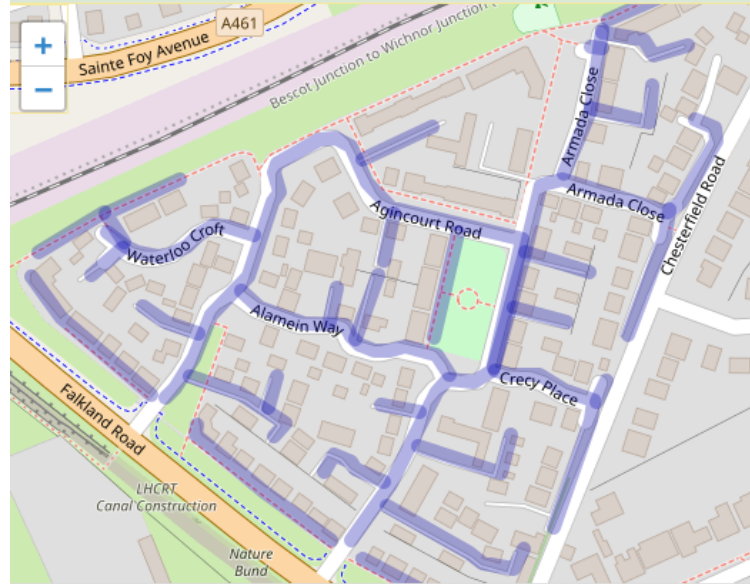 A461
+
−
Sainte Foy Avenue
Bescot Junction to Wichnor Junction
Armada Close
Agincourt Road
Armada Close
Chesterfield Road
Waterloo Croft
Alamein Way
Crecy Place
Falkland Road
LHCRT
Canal Construction
Nature
Bund